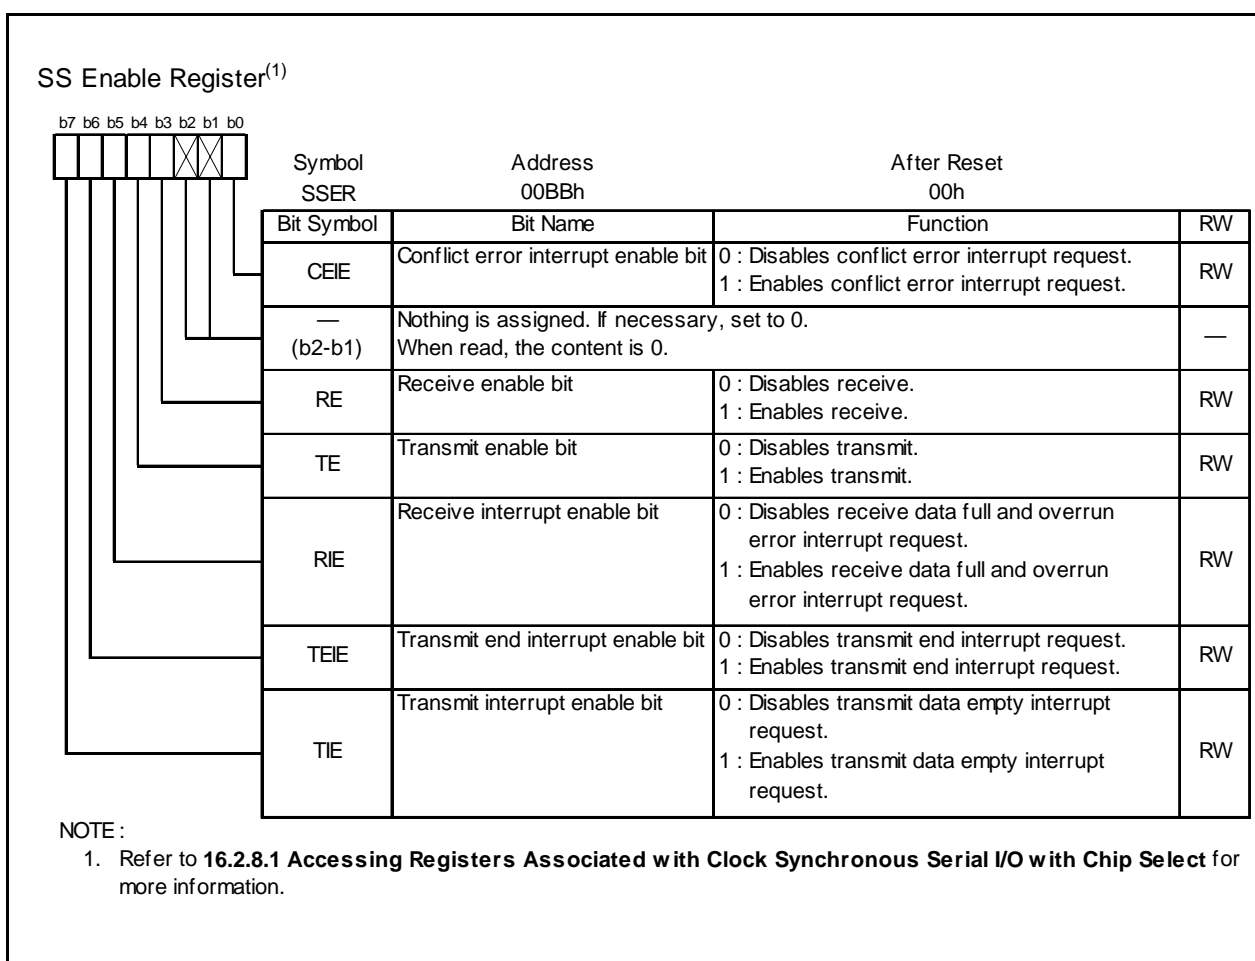 SS Enable Register(1)
b7 b6 b5 b4 b3 b2 b1 b0
Symbol Address After Reset
SSER 00BBh 00h
Bit Symbol Bit Name Function RW
CEIE Conflict error interrupt enable bit 0 : Disables conflict error interrupt request. RW
1 : Enables conflict error interrupt request.
— Nothing is assigned. If necessary, set to 0. —
(b2-b1) When read, the content is 0.
RE Receive enable bit 0 : Disables receive. RW
1 : Enables receive.
TE Transmit enable bit 0 : Disables transmit. RW
1 : Enables transmit.
RIE Receive interrupt enable bit 0 : Disables receive data full and overrun RW
error interrupt request.
1 : Enables receive data full and overrun
error interrupt request.
TEIE Transmit end interrupt enable bit 0 : Disables transmit end interrupt request. RW
1 : Enables transmit end interrupt request.
TIE Transmit interrupt enable bit 0 : Disables transmit data empty interrupt RW
request.
1 : Enables transmit data empty interrupt
request.
NOTE :
1. Refer to 16.2.8.1 Accessing Registers Associated with Clock Synchronous Serial I/O with Chip Select for
more information.